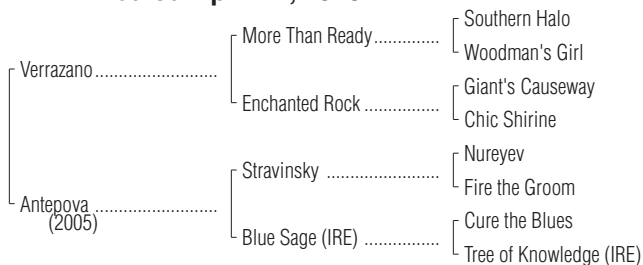 More Than Ready..............
Southern Halo
Woodman's Girl
Verrazano..........................
Enchanted Rock ................
Giant's Causeway
Chic Shirine
Stravinsky ........................
Nureyev
Fire the Groom
Antepova ..........................
(2005)
Blue Sage (IRE) ................
Cure the Blues
Tree of Knowledge (IRE)